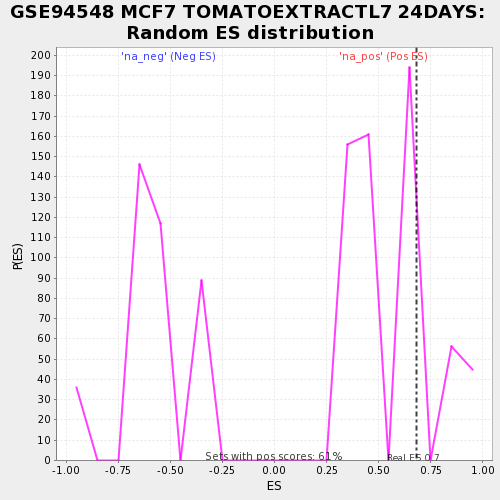 GSE94548 MCF7 TOMATOEXTRACTL7 24DAYS:
Random ES distribution
'na_neg' (Neg ES)
'na_pos' (Pos ES)
200
190
180
170
160
150
140
130
120
110
100
90
80
70
60
50
40
30
20
10
0
P(ES)
Sets with pos scores: 61%
Real ES 0.7
-1.00 -0.75 -0.50 -0.25 0.00 0.25 0.50 0.75 1.00
ES